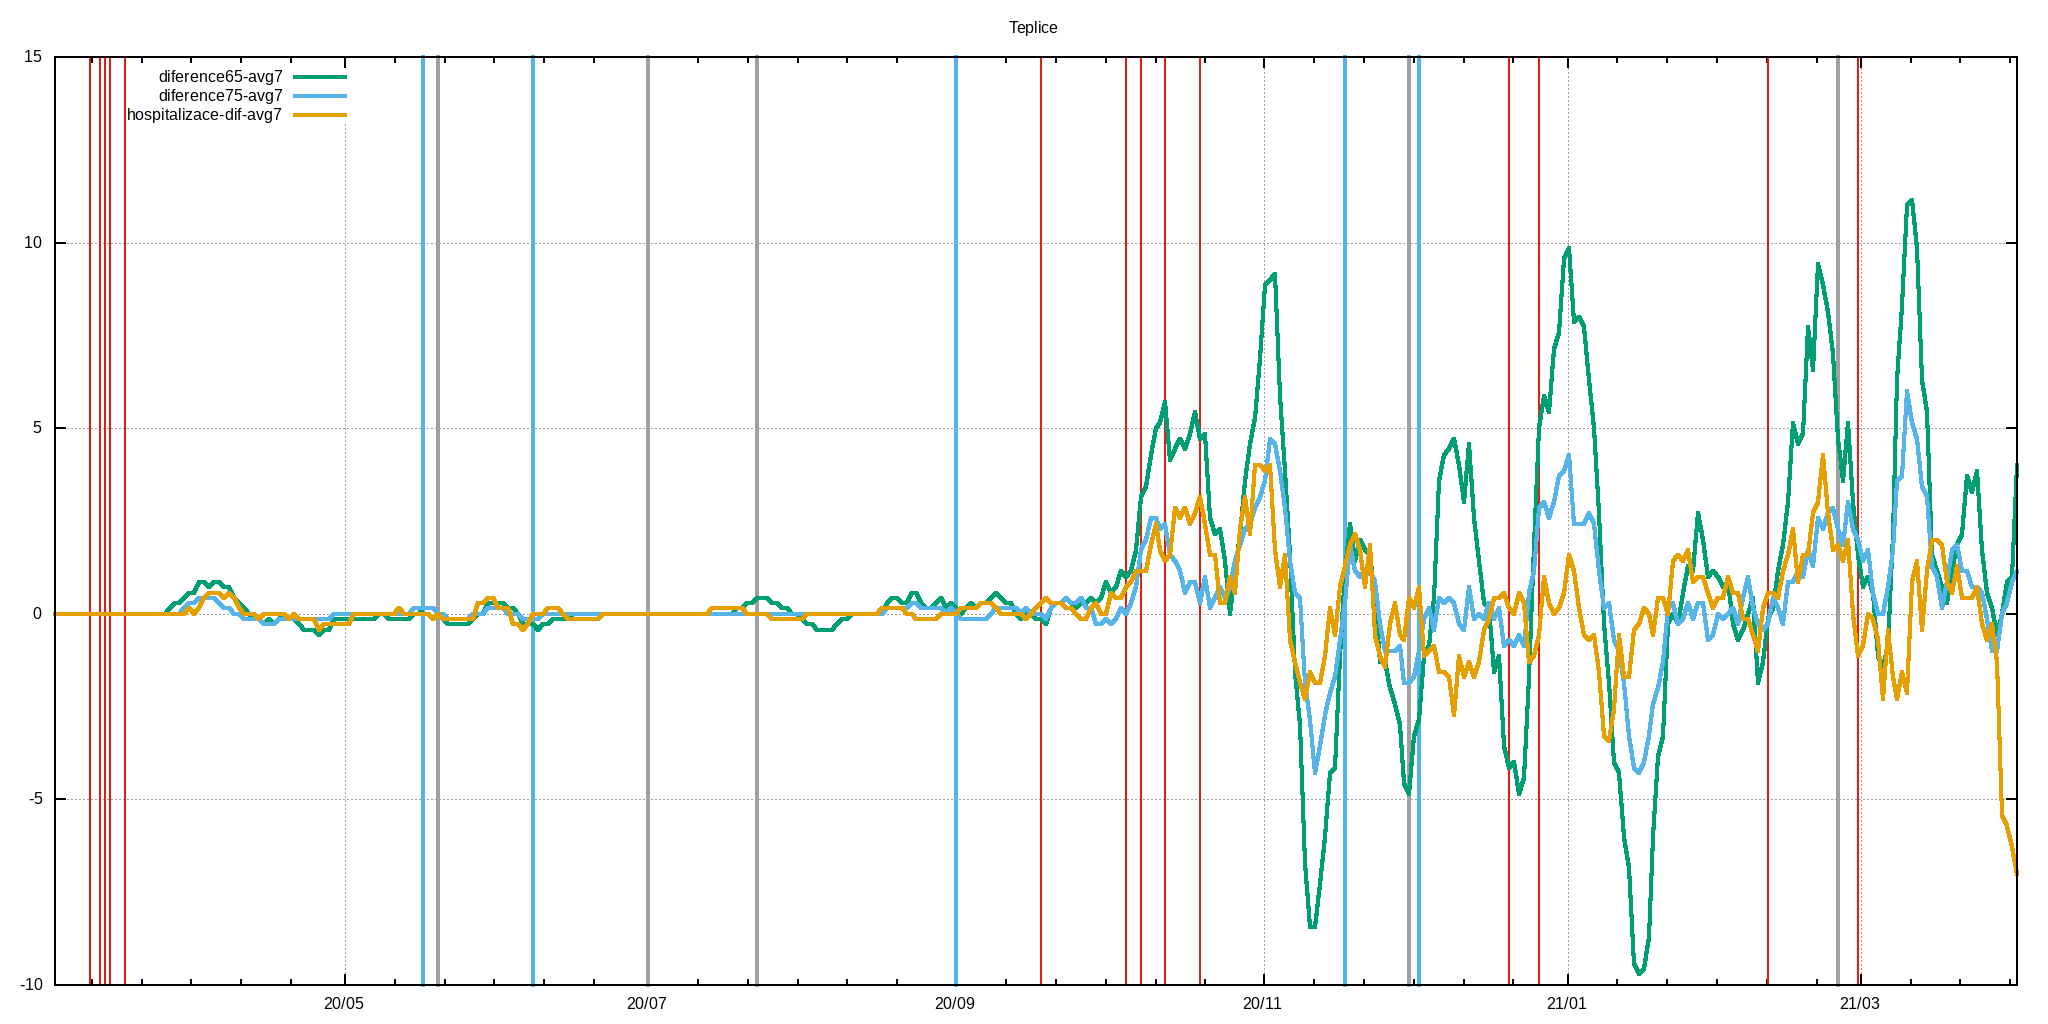 Teplice
15
diference65-avg7
diference75-avg7
hospitalizace-dif-avg7
10
5
0
-5
-10
20/05 20/07 20/09 20/11 21/01 21/03